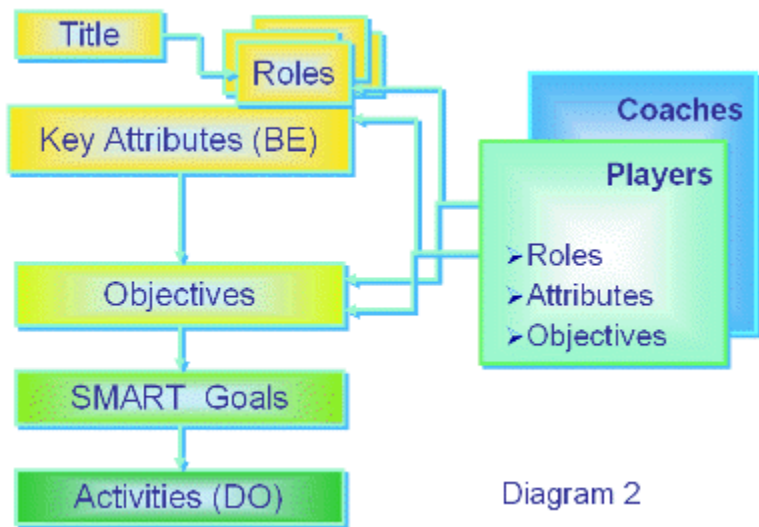 Title
Roles
Key Attributes (BE)
Objectives
SMART Goals
Activities (DO)
Coaches
Players
➢Roles
➢Attributes
➢Objectives
Diagram 2